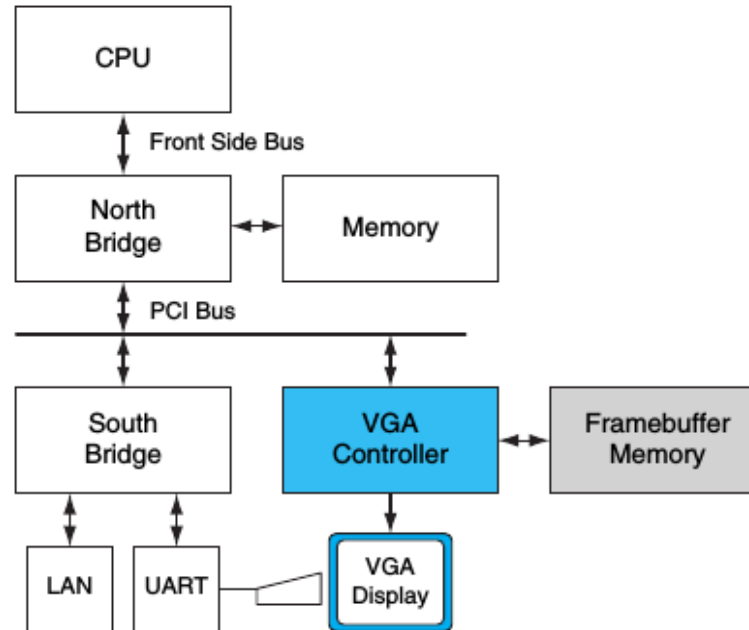 CPU
Front Side Bus
North
Bridge
Memory
PCI Bus
South
Bridge
VGA
Controller
Framebuffer
Memory
LAN
UART
VGA
Display